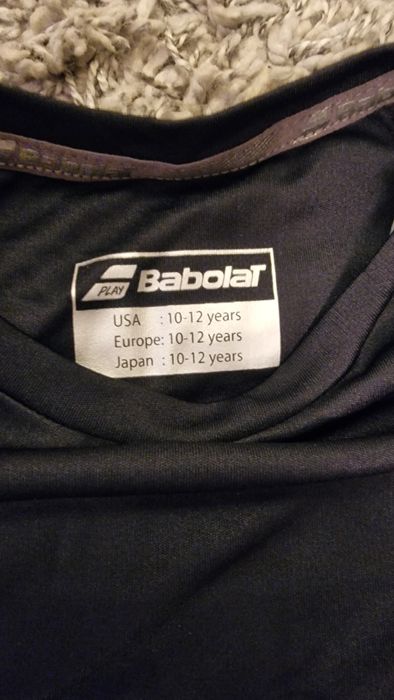 PLAY Babolat
USA : 10-12 years
Europe: 10-12 years
Japan : 10-12 years